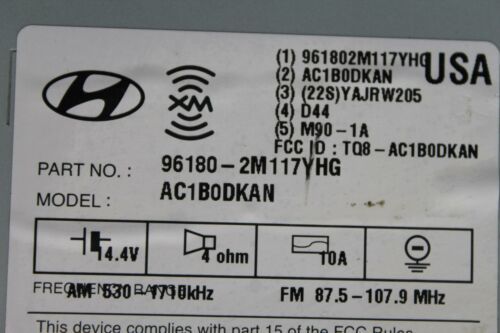 XM
(1) 961802M117YHG USA
(2) AC1B0DKAN
(3) (22S)YAJRW205
(4) D44
(5) M90-1A
FCC ID : TQ8-AC1B0DKAN
PART NO. : 96180-2M117YHG
MODEL : AC1B0DKAN
14.4V 4 ohm 10A
FREQUENCY RANGE
AM 530-1710kHz FM 87.5-107.9 MHz
This device complies with part 15 of the FCC Rules